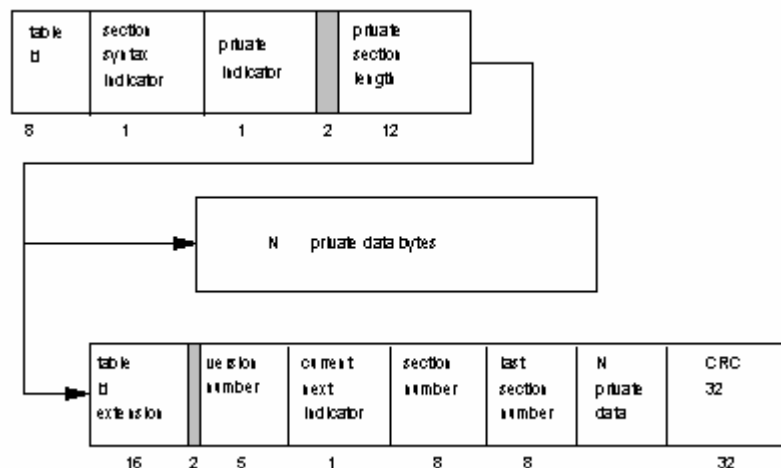 table id
section syntax indicator
private indicator
private section length
8 1 1 2 12
N private data bytes
table id extension
version number
current next indicator
section number
last section number
N private data
CRC 32
16 2 5 1 8 8 32